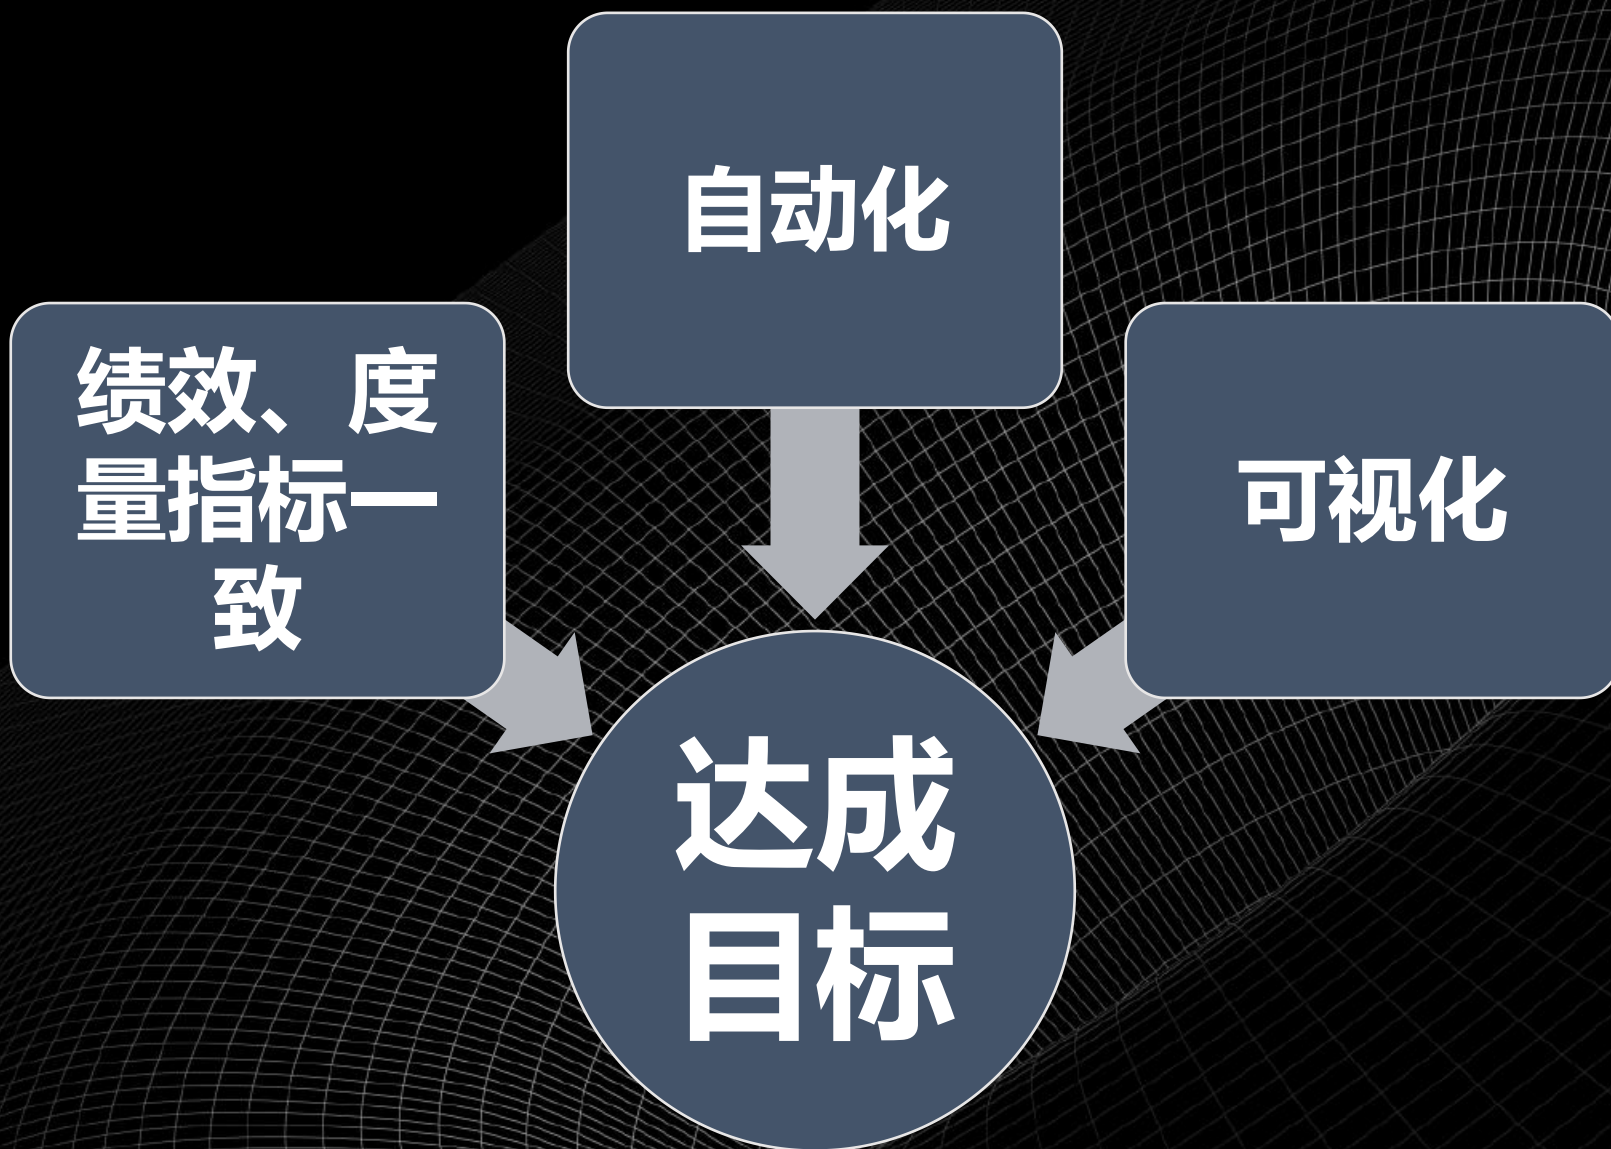 自动化
绩效、度
量指标一
致
可视化
达成
目标